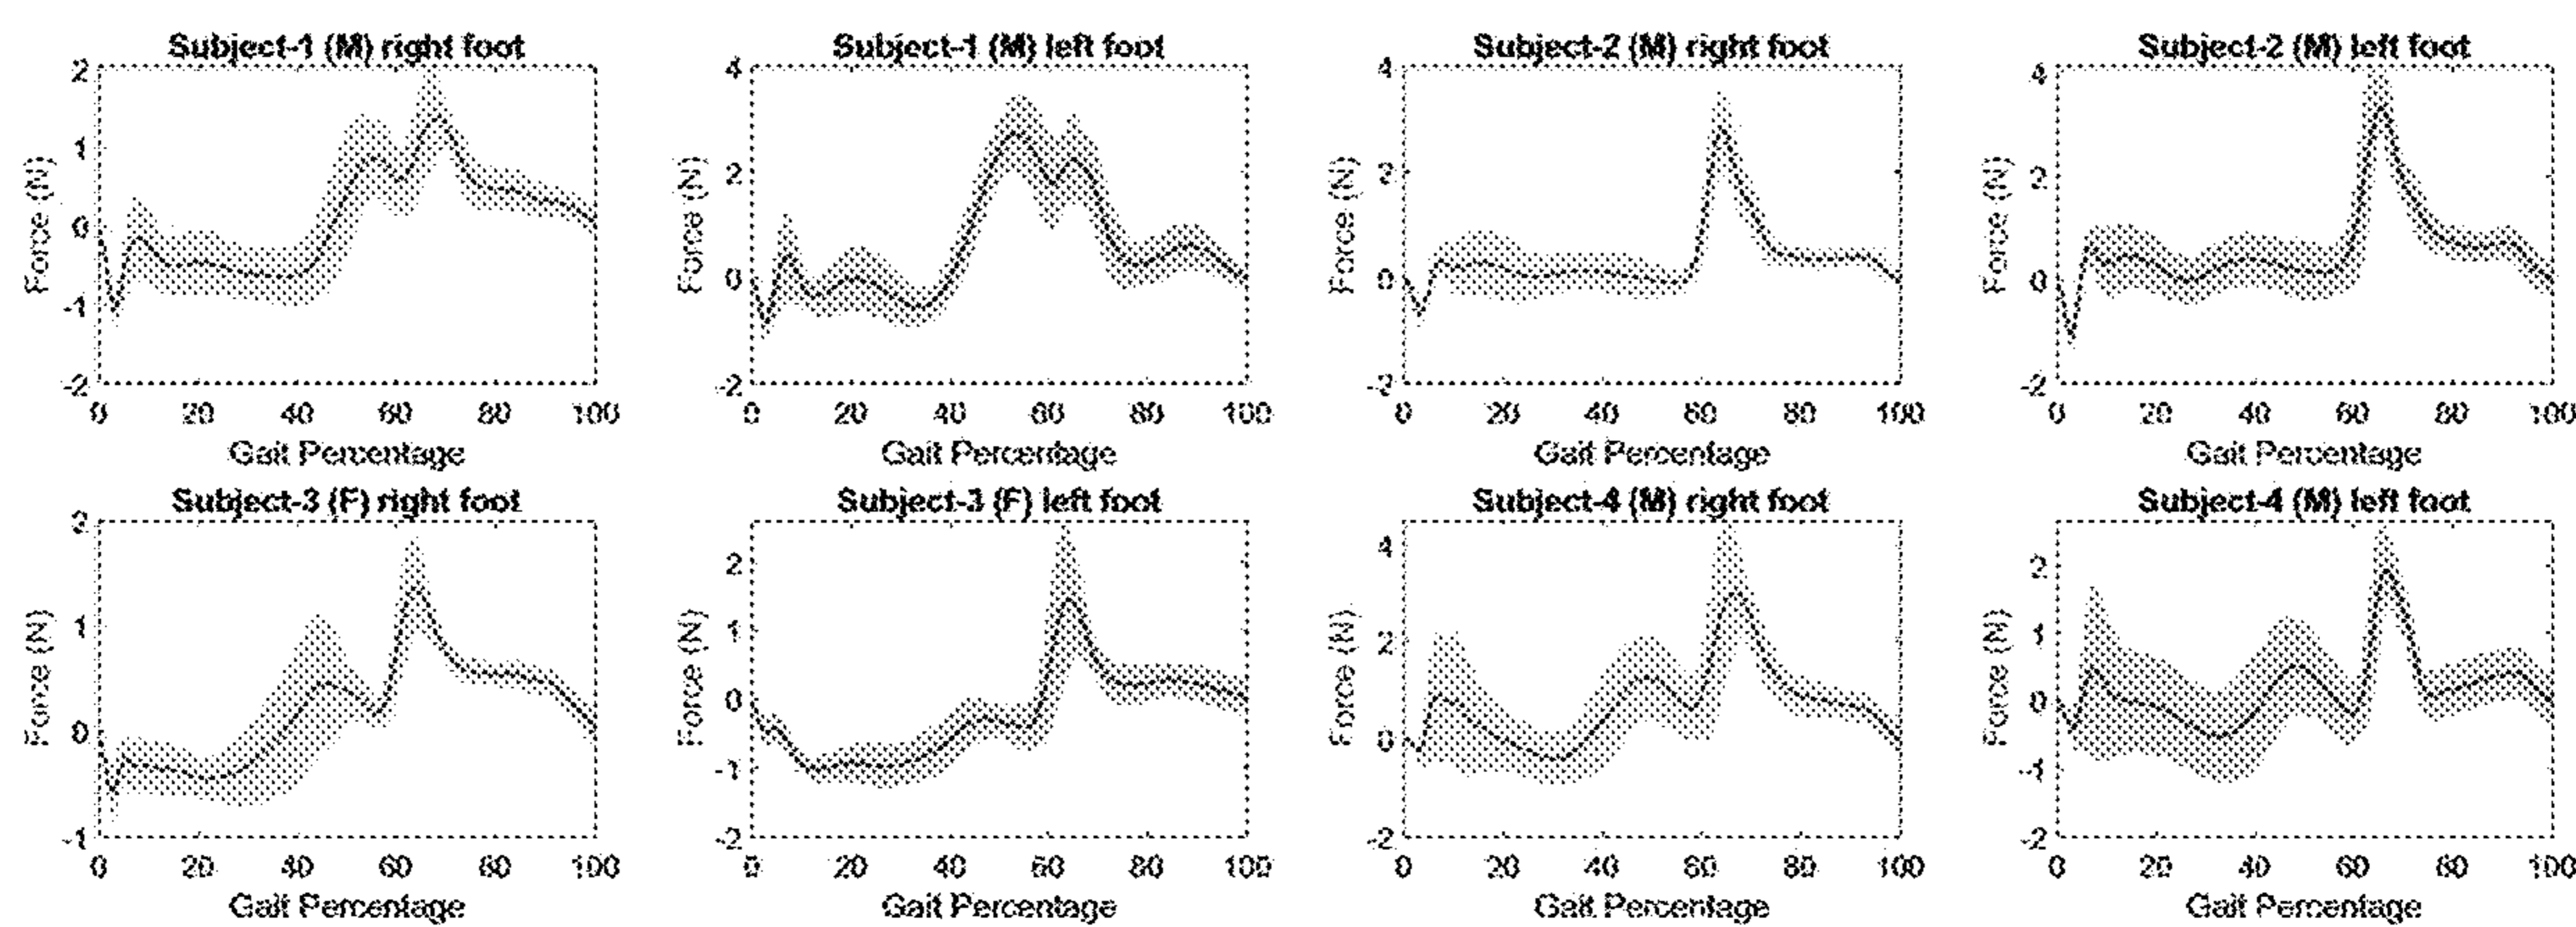 Subject-1 (M) right foot
Subject-1 (M) left foot
Subject-2 (M) right foot
Subject-2 (M) left foot
2
1
0
-1
-2
Force (N)
0 20 40 60 80 100
Gait Percentage
4
2
0
-2
Force (N)
0 20 40 60 80 100
Gait Percentage
4
2
0
-2
Force (N)
0 20 40 60 80 100
Gait Percentage
4
2
0
-2
Force (N)
0 20 40 60 80 100
Gait Percentage
Subject-3 (F) right foot
Subject-3 (F) left foot
Subject-4 (M) right foot
Subject-4 (M) left foot
2
1
0
-1
Force (N)
0 20 40 60 80 100
Gait Percentage
2
1
0
-1
-2
Force (N)
0 20 40 60 80 100
Gait Percentage
4
2
0
-2
Force (N)
0 20 40 60 80 100
Gait Percentage
2
1
0
-1
-2
Force (N)
0 20 40 60 80 100
Gait Percentage